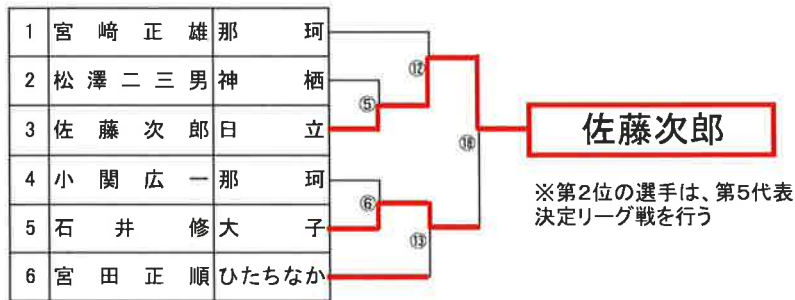 1 宮﨑正雄 那珂
2 松澤二三男 神栖
3 佐藤次郎 日立
4 小関広一 那珂
5 石井修 大子
6 宮田正順 ひたちなか
⑤
⑥
⑫
⑬
⑯
佐藤次郎
※第2位の選手は、第5代表
決定リーグ戦を行う